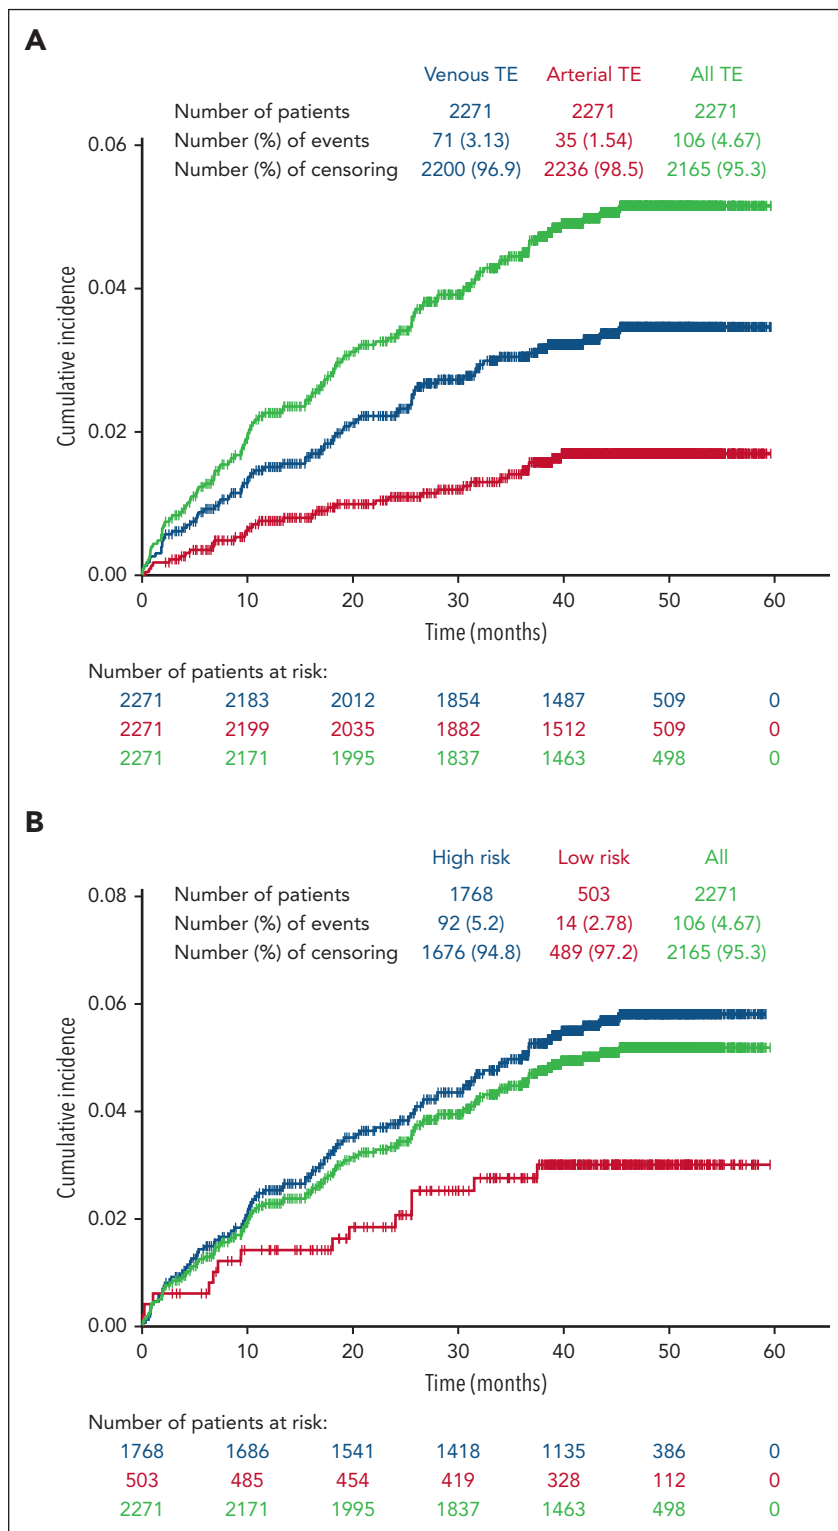 A
Venous TE Arterial TE All TE
Number of patients 2271 2271 2271
Number (%) of events 71 (3.13) 35 (1.54) 106 (4.67)
Number (%) of censoring 2200 (96.9) 2236 (98.5) 2165 (95.3)
0.06
0.04
0.02
0.00
Cumulative incidence
0 10 20 30 40 50 60
Time (months)
Number of patients at risk:
2271 2183 2012 1854 1487 509 0
2271 2199 2035 1882 1512 509 0
2271 2171 1995 1837 1463 498 0
B
High risk Low risk All
Number of patients 1768 503 2271
Number (%) of events 92 (5.2) 14 (2.78) 106 (4.67)
Number (%) of censoring 1676 (94.8) 489 (97.2) 2165 (95.3)
0.08
0.06
0.04
0.02
0.00
Cumulative incidence
0 10 20 30 40 50 60
Time (months)
Number of patients at risk:
1768 1686 1541 1418 1135 386 0
503 485 454 419 328 112 0
2271 2171 1995 1837 1463 498 0